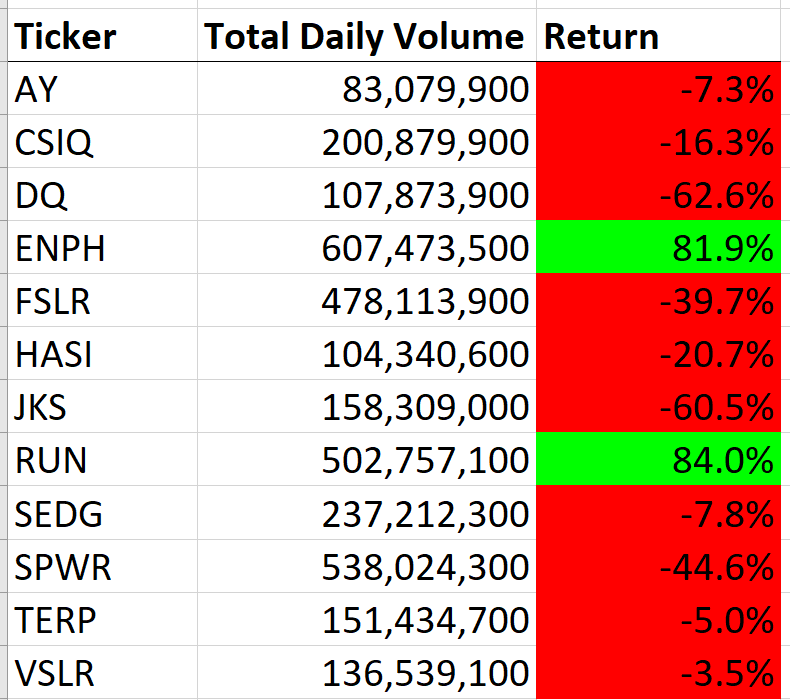 Ticker Total Daily Volume Return
AY 83,079,900 -7.3%
CSIQ 200,879,900 -16.3%
DQ 107,873,900 -62.6%
ENPH 607,473,500 81.9%
FSLR 478,113,900 -39.7%
HASI 104,340,600 -20.7%
JKS 158,309,000 -60.5%
RUN 502,757,100 84.0%
SEDG 237,212,300 -7.8%
SPWR 538,024,300 -44.6%
TERP 151,434,700 -5.0%
VSLR 136,539,100 -3.5%